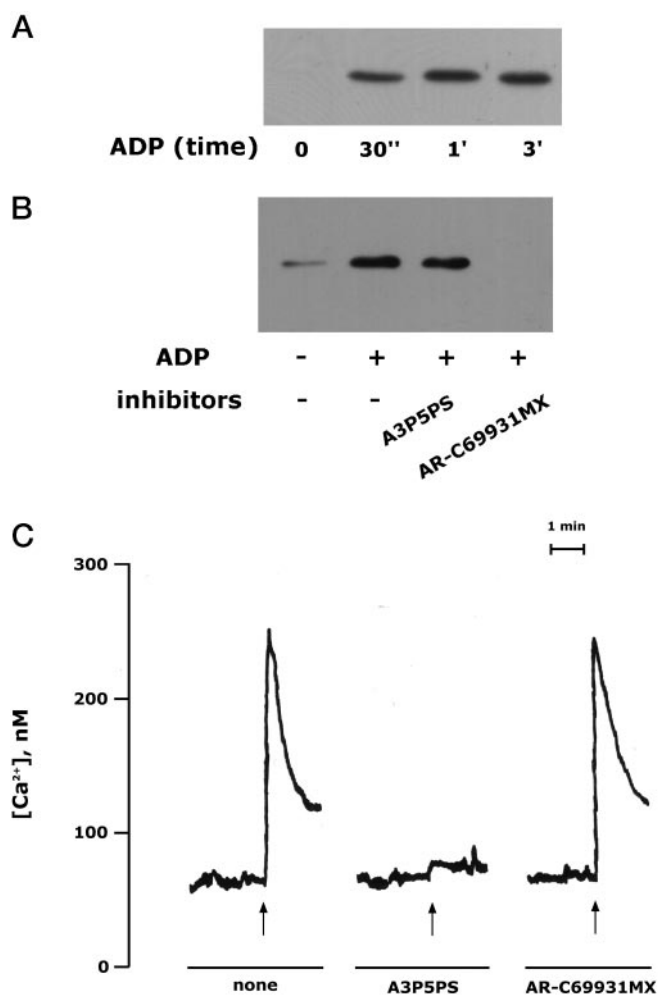 A
ADP (time) 0 30" 1' 3'
B
ADP - + + +
inhibitors - - A3P5PS AR-C69931MX
C
1 min
300
200
100
0
[Ca²⁺], nM
none A3P5PS AR-C69931MX